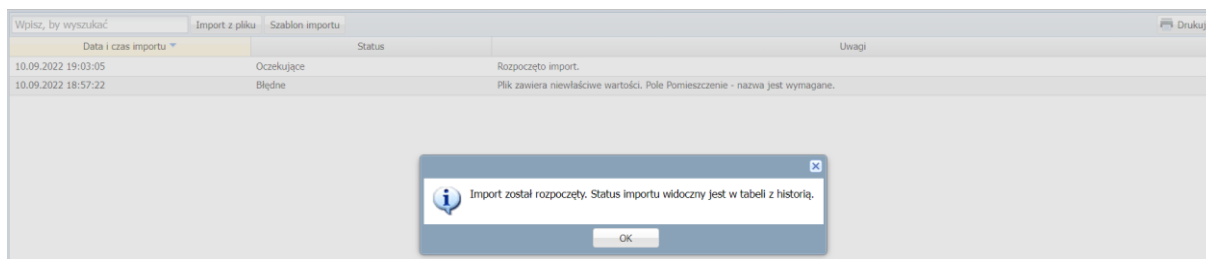 Wpisz, by wyszukać Import z pliku Szablon importu Drukuj
Data i czas importu Status Uwagi
10.09.2022 19:03:05 Oczekujące Rozpoczęto import.
10.09.2022 18:57:22 Błędne Plik zawiera niewłaściwe wartości. Pole Pomieszczenie - nazwa jest wymagane.
Import został rozpoczęty. Status importu widoczny jest w tabeli z historią.
OK